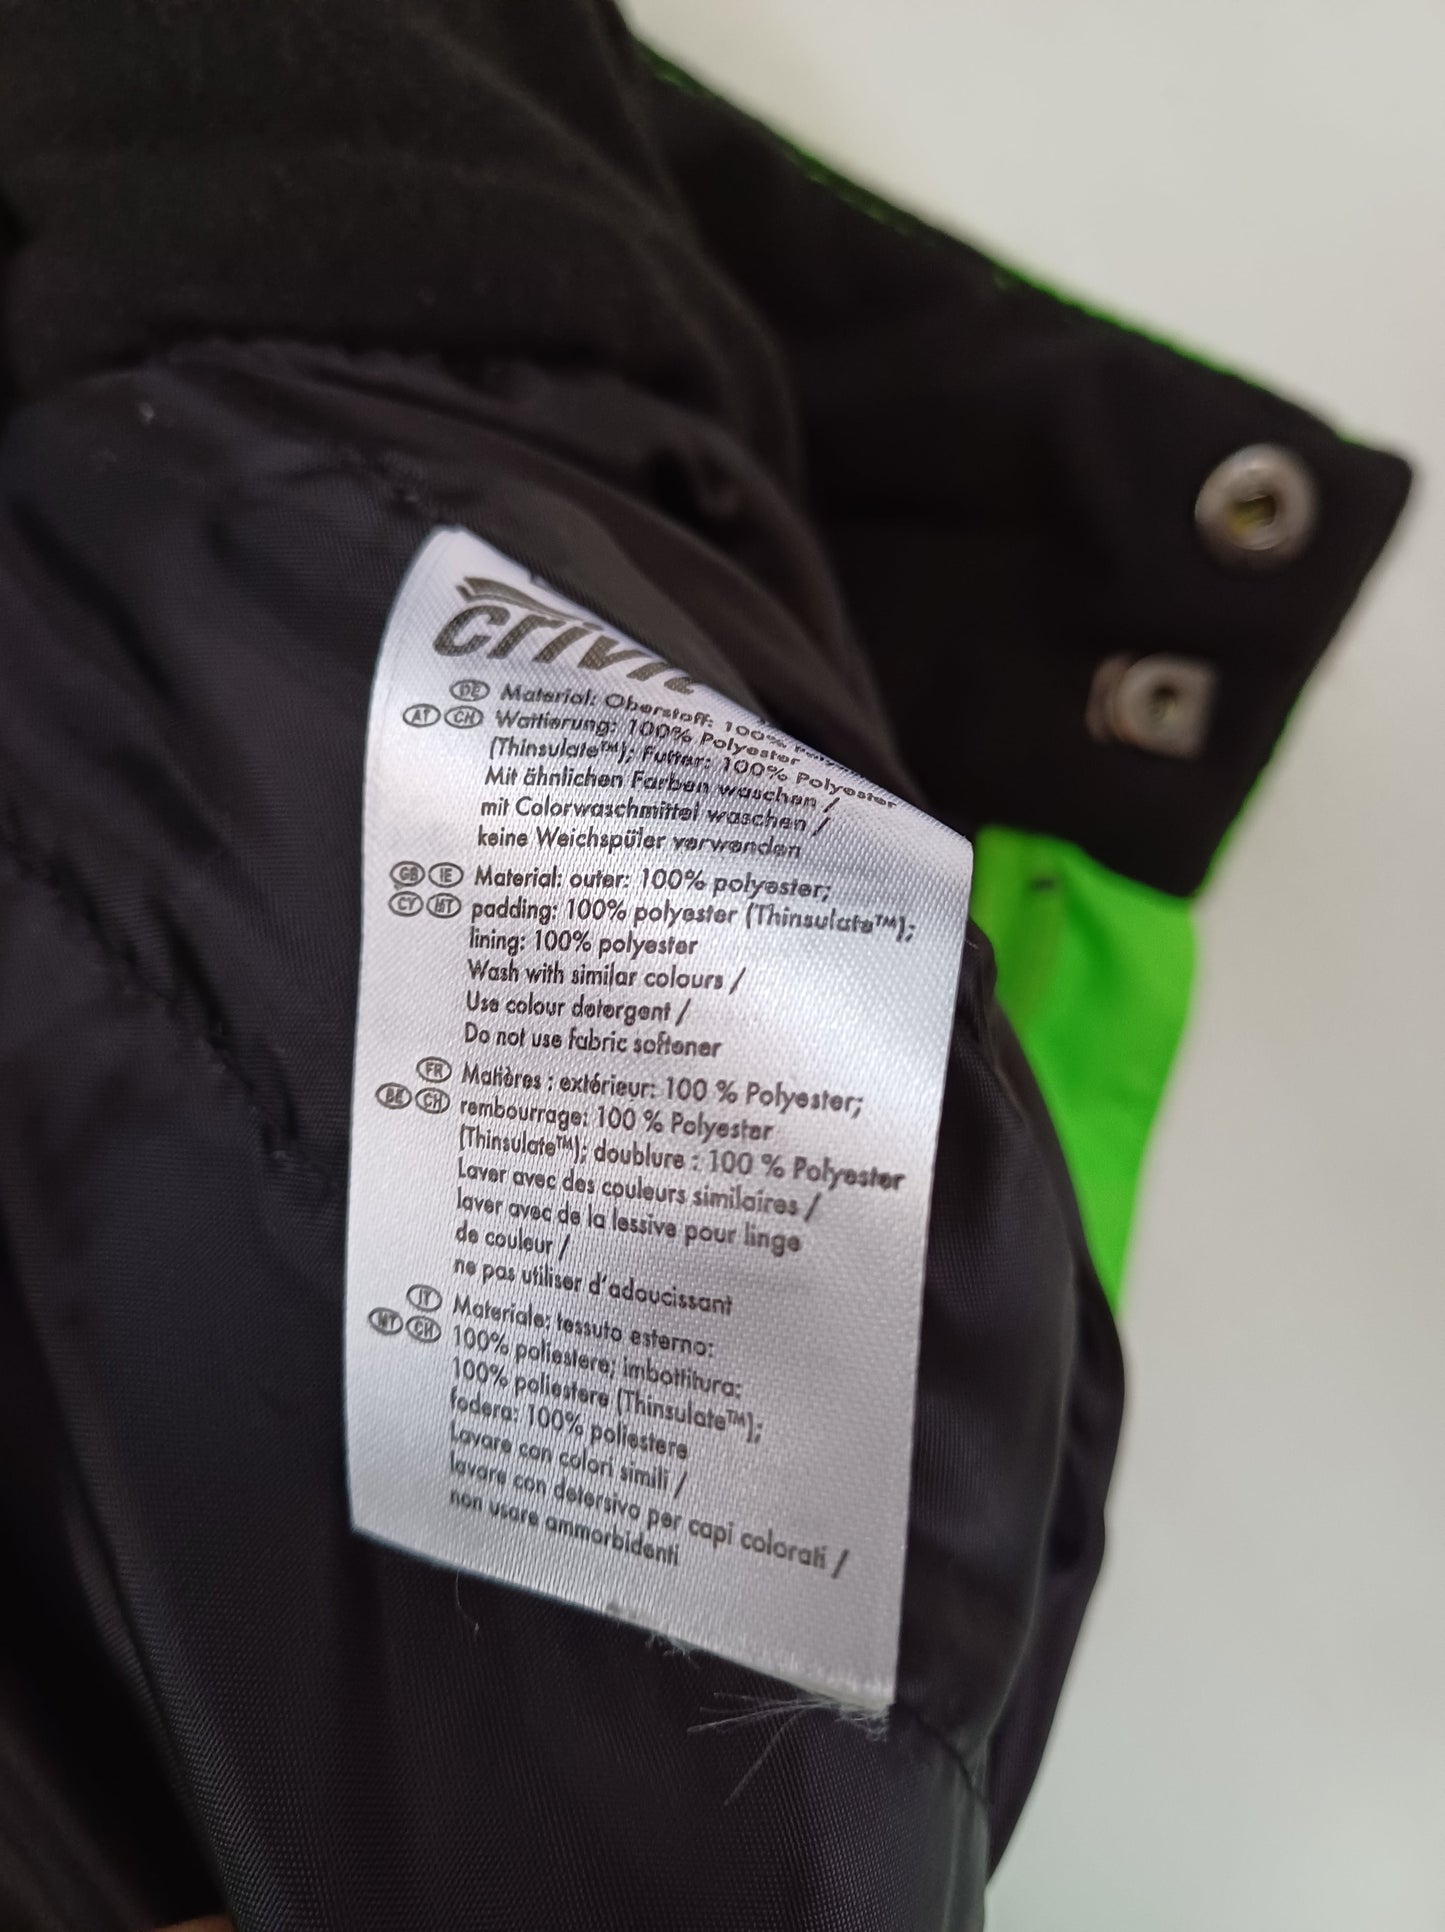 crivit
DE Material: Oberstoff: 100%
AT CH Wattierung: 100% Polyester
(Thinsulate™); Futter: 100% Polyester
Mit ähnlichen Farben waschen /
mit Colorwaschmittel waschen /
keine Weichspüler verwenden
GB IE Material: outer: 100% polyester;
CY MT padding: 100% polyester (Thinsulate™);
lining: 100% polyester
Wash with similar colours /
Use colour detergent /
Do not use fabric softener
FR Matières : extérieur: 100 % Polyester;
BE CH rembourrage: 100 % Polyester
(Thinsulate™); doublure : 100 % Polyester
Laver avec des couleurs similaires /
laver avec de la lessive pour linge
de couleur /
ne pas utiliser d'adoucissant
IT Materiale: tessuto esterno:
MT CH 100% poliestere; imbottitura:
100% poliestere (Thinsulate™);
fodera: 100% poliestere
Lavare con colori simili /
lavare con detersivo per capi colorati /
non usare ammorbidenti